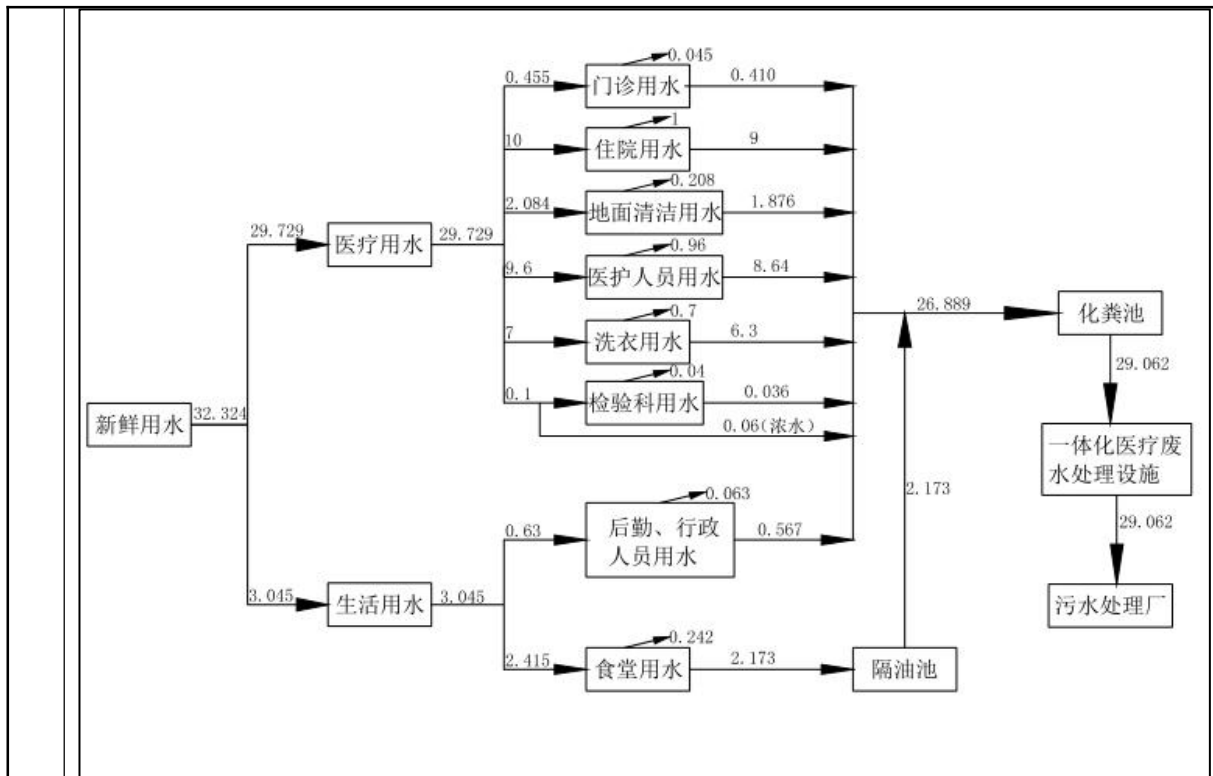 0.045
0.455
门诊用水
0.410
1
10
住院用水
9
0.208
2.084
地面清洁用水
1.876
29.729
医疗用水
29.729
0.96
9.6
医护人员用水
8.64
0.7
7
洗衣用水
6.3
26.889
化粪池
29.062
0.04
0.1
检验科用水
0.036
0.06(浓水)
新鲜用水
32.324
一体化医疗废
水处理设施
29.062
污水处理厂
0.063
0.63
后勤、行政
人员用水
0.567
2.173
3.045
生活用水
3.045
0.242
2.415
食堂用水
2.173
隔油池